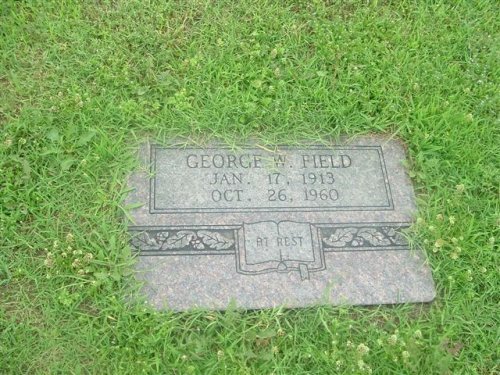 GEORGE W. FIELD
JAN. 17, 1913
OCT. 26, 1960
AT REST